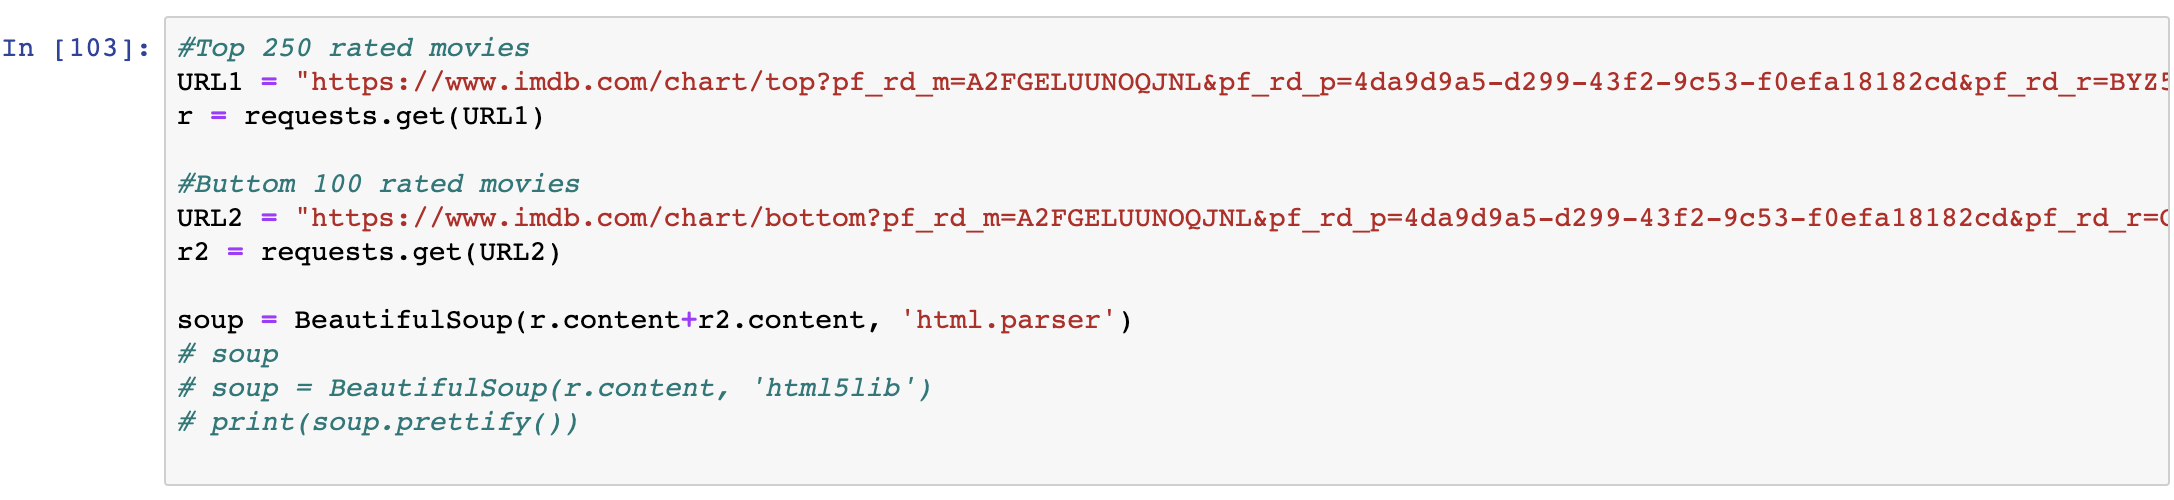 In [103]:
#Top 250 rated movies
URL1 = "https://www.imdb.com/chart/top?pf_rd_m=A2FGELUUNOQJNL&pf_rd_p=4da9d9a5-d299-43f2-9c53-f0efa18182cd&pf_rd_r=BYZ5
r = requests.get(URL1)
#Buttom 100 rated movies
URL2 = "https://www.imdb.com/chart/bottom?pf_rd_m=A2FGELUUNOQJNL&pf_rd_p=4da9d9a5-d299-43f2-9c53-f0efa18182cd&pf_rd_r=
r2 = requests.get(URL2)
soup = BeautifulSoup(r.content+r2.content, 'html.parser')
# soup
# soup = BeautifulSoup(r.content, 'html5lib')
# print(soup.prettify())